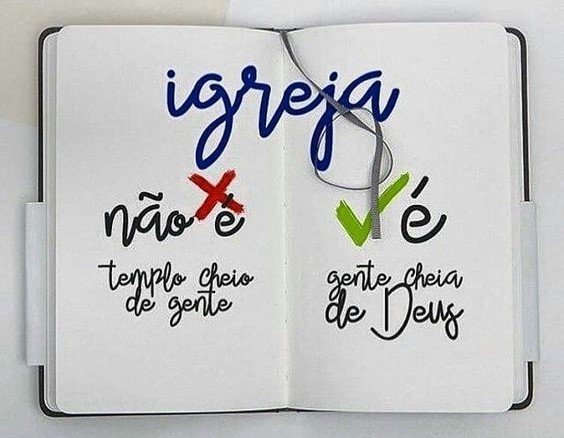 igreja
não é
templo cheio
de gente
é
gente cheia
de Deus